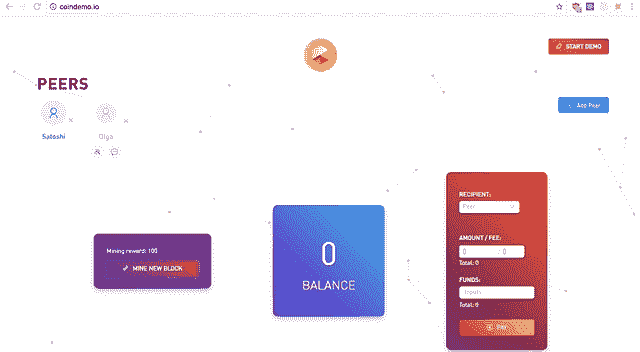 coindemo.io
START DEMO
PEERS
+ Add Peer
Satoshi
Olga
RECIPIENT:
Peer
AMOUNT / FEE:
0 : 0
Total: 0
Mining reward: 100
MINE NEW BLOCK
0
BALANCE
FUNDS:
Inputs
Total: 0
Pay